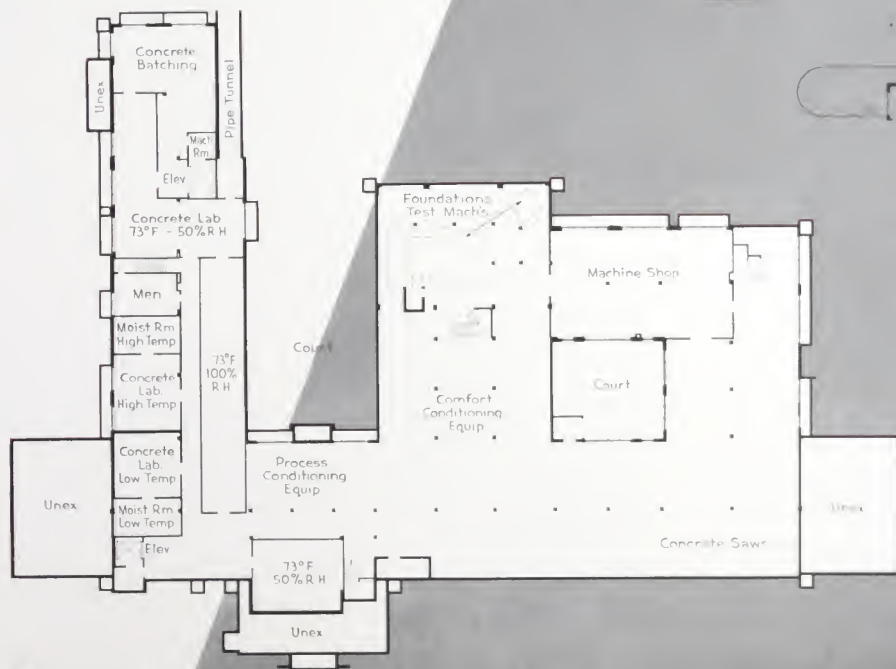 Concrete
Batching
Unex
Pipe Tunnel
Mach
Rm
Elev
Concrete Lab
73°F - 50% R H
Foundations
Test Mach's
Machine Shop
Men
Moist Rm
High Temp
Court
73°F
100%
R H
Concrete
Lab.
High Temp
Court
Comfort
Conditioning
Equip
Concrete
Lab.
Low Temp
Process
Conditioning
Equip
Unex
Moist Rm
Low Temp
Unex
Elev
Concrete Saws
73°F
50% R H
Unex